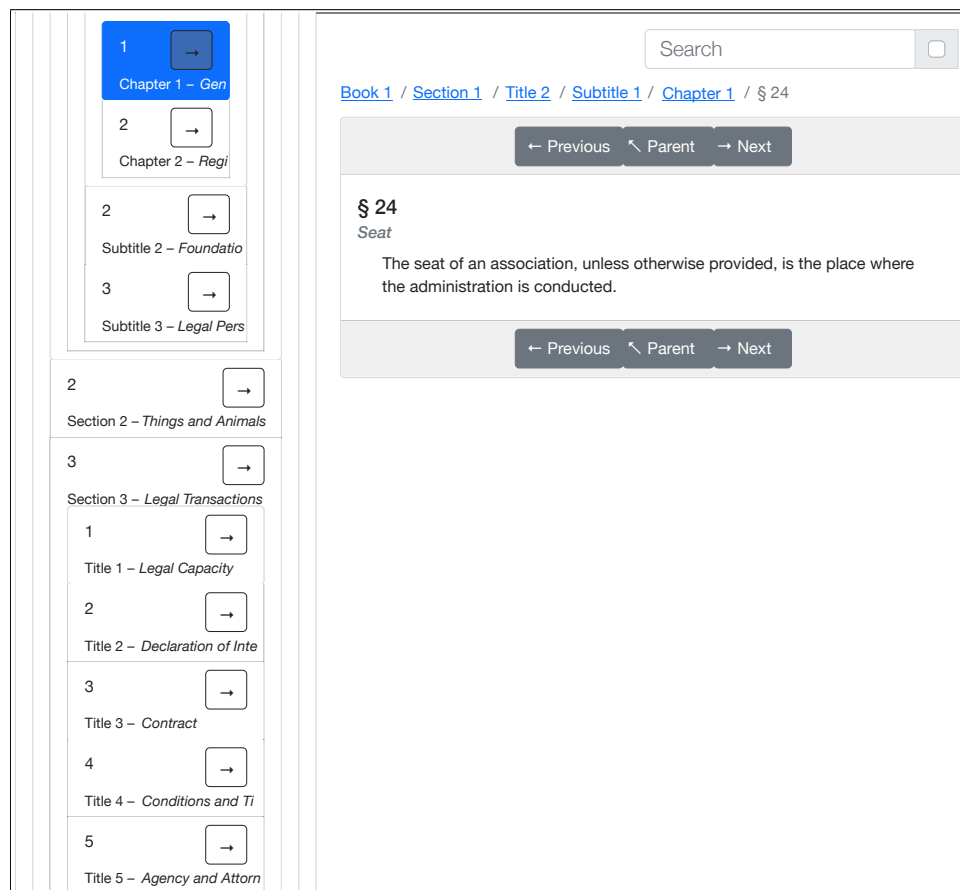 1 →
Chapter 1 – Gen
2 →
Chapter 2 – Regi
2 →
Subtitle 2 – Foundatio
3 →
Subtitle 3 – Legal Pers
2 →
Section 2 – Things and Animals
3 →
Section 3 – Legal Transactions
1 →
Title 1 – Legal Capacity
2 →
Title 2 – Declaration of Inte
3 →
Title 3 – Contract
4 →
Title 4 – Conditions and Ti
5 →
Title 5 – Agency and Attorn
Search
Book 1 / Section 1 / Title 2 / Subtitle 1 / Chapter 1 / § 24
← Previous ↖ Parent → Next
§ 24
Seat
The seat of an association, unless otherwise provided, is the place where
the administration is conducted.
← Previous ↖ Parent → Next